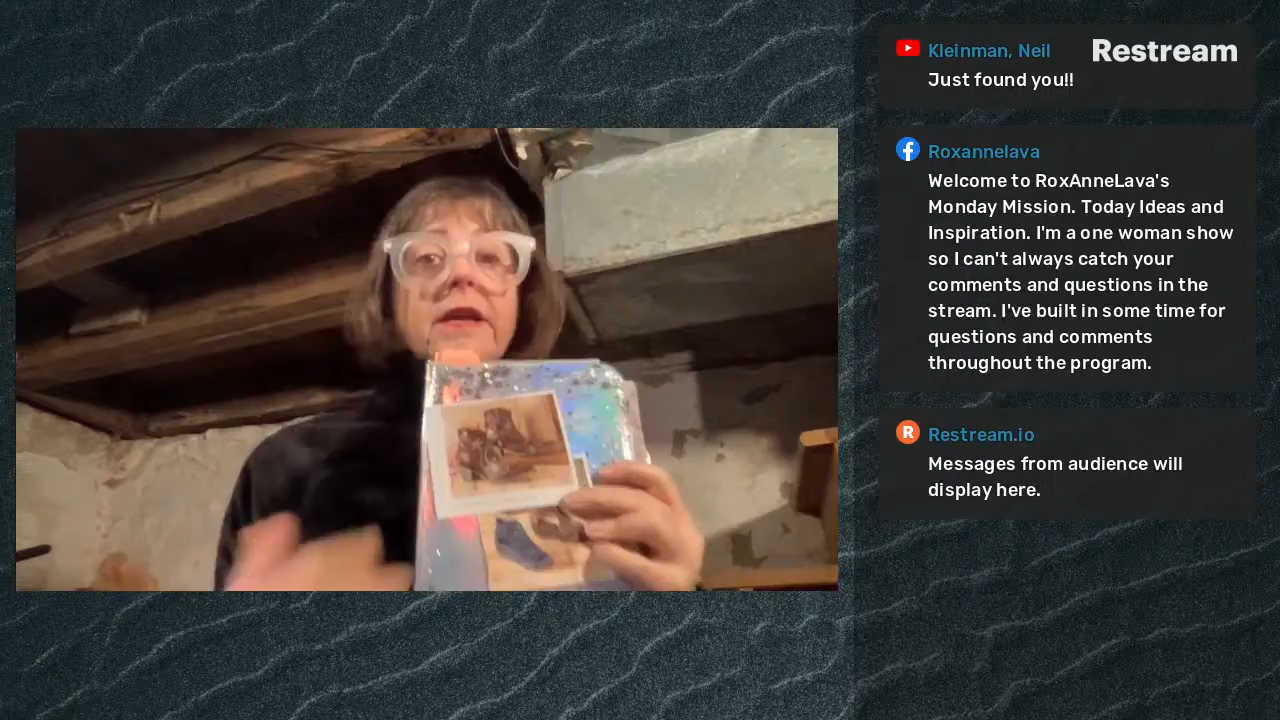 Kleinman, Neil
Restream
Just found you!!
Roxannelava
Welcome to RoxAnneLava's
Monday Mission. Today Ideas and
Inspiration. I'm a one woman show
so I can't always catch your
comments and questions in the
stream. I've built in some time for
questions and comments
throughout the program.
R
Restream.io
Messages from audience will
display here.